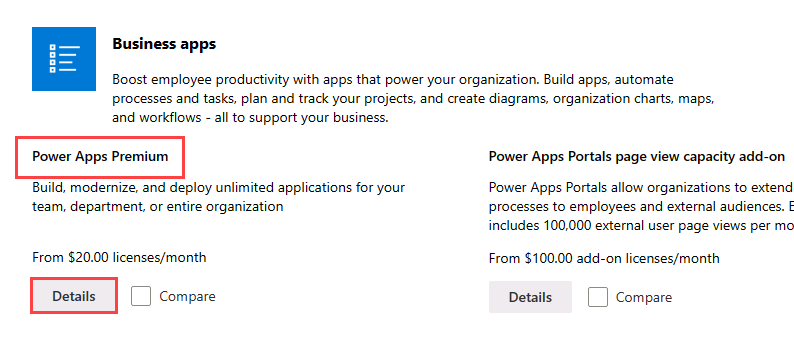 Business apps
Boost employee productivity with apps that power your organization. Build apps, automate
processes and tasks, plan and track your projects, and create diagrams, organization charts, maps,
and workflows - all to support your business.
Power Apps Premium
Build, modernize, and deploy unlimited applications for your
team, department, or entire organization
From $20.00 licenses/month
Details
Compare
Power Apps Portals page view capacity add-on
Power Apps Portals allow organizations to extend
processes to employees and external audiences.
includes 100,000 external user page views per
From $100.00 add-on licenses/month
Details
Compare